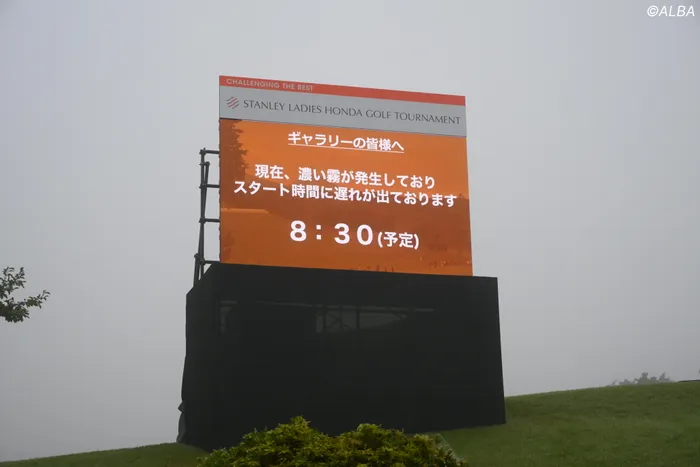 ©ALBA
CHALLENGING THE BEST
STANLEY LADIES HONDA GOLF TOURNAMENT
ギャラリーの皆様へ
現在、濃い霧が発生しており
スタート時間に遅れが出ております
8：30(予定)